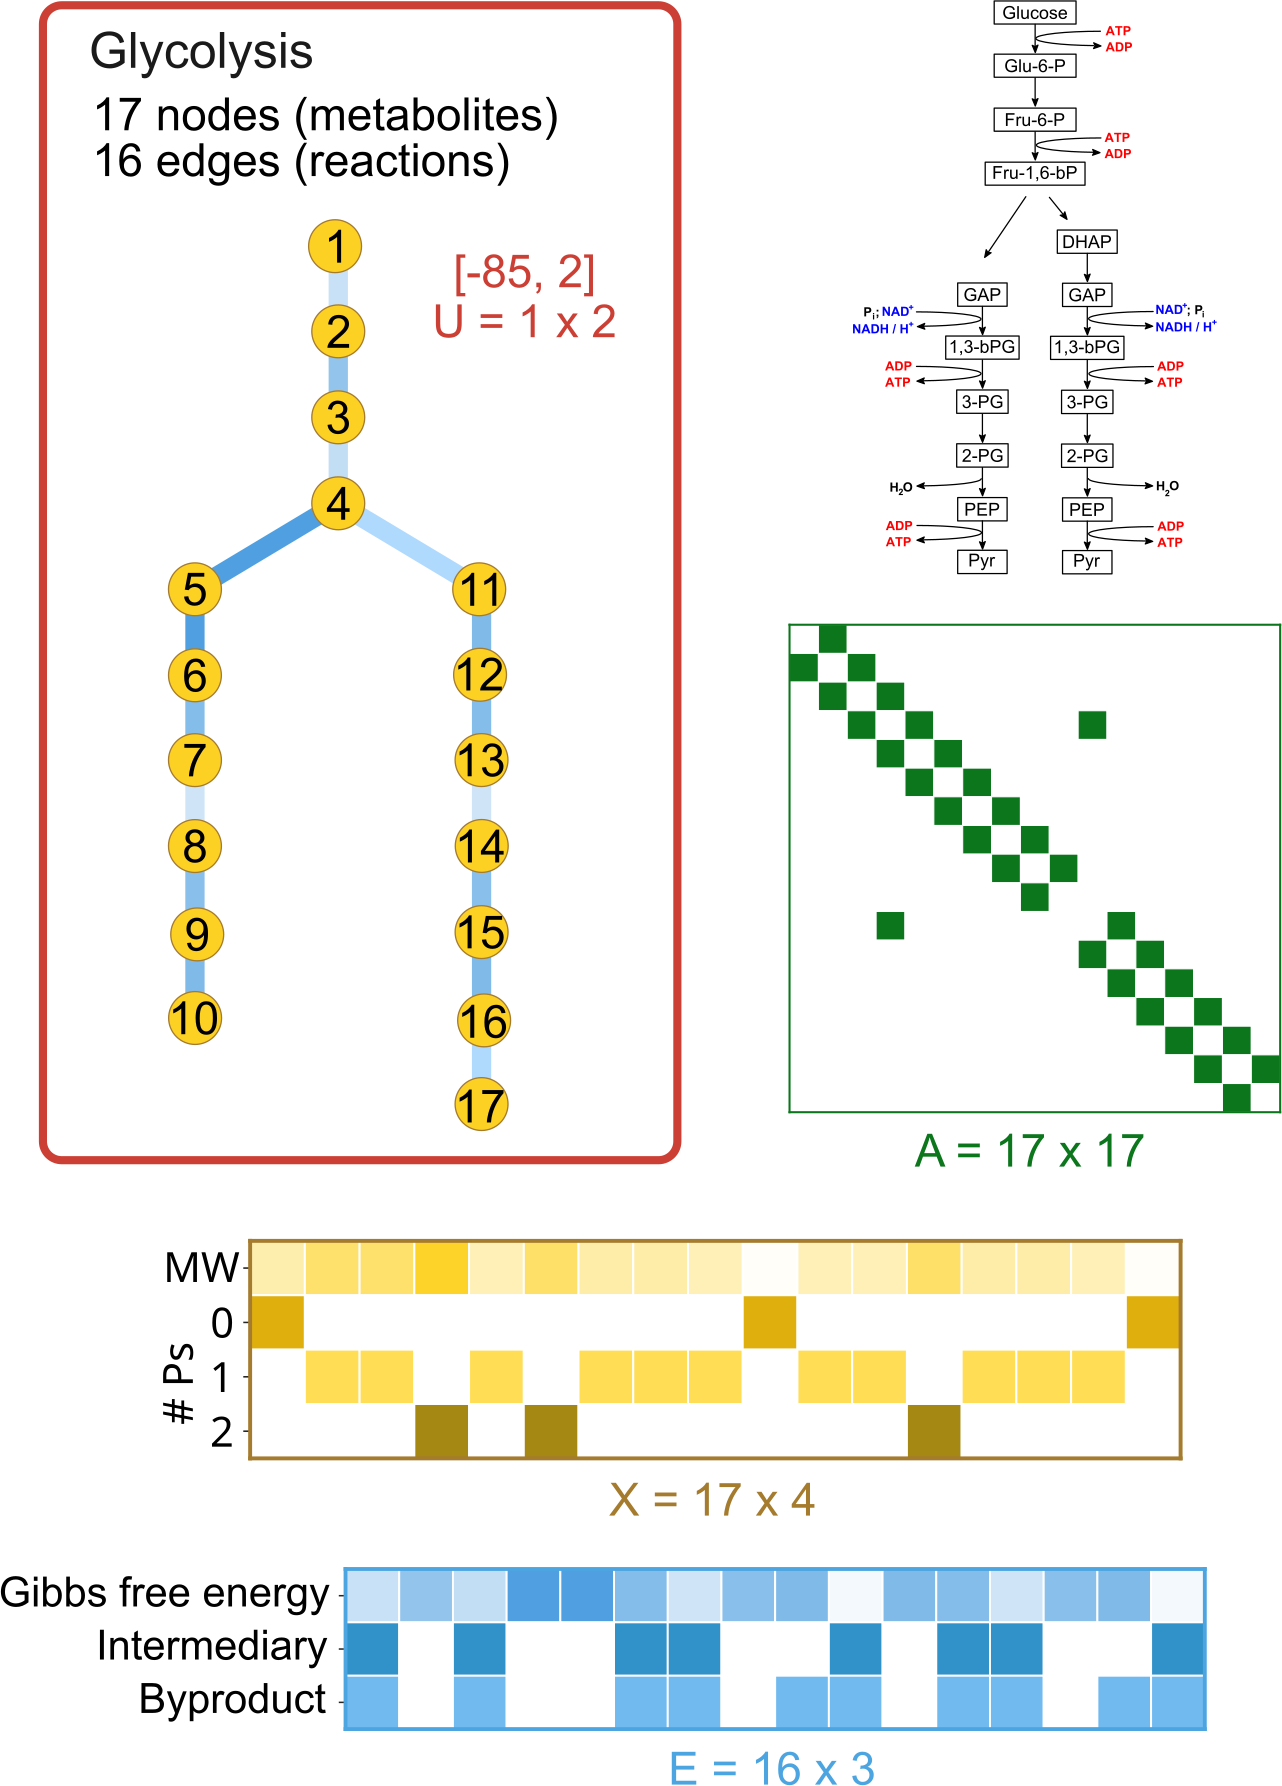 Glycolysis
17 nodes (metabolites)
16 edges (reactions)
[-85, 2]
U = 1 x 2
1
2
3
4
5
11
6
12
7
13
8
14
9
15
10
16
17
Glucose
ATP
ADP
Glu-6-P
Fru-6-P
ATP
ADP
Fru-1,6-bP
DHAP
GAP
GAP
Pi; NAD+
NAD+; Pi
NADH / H+
NADH / H+
1,3-bPG
1,3-bPG
ADP
ADP
ATP
ATP
3-PG
3-PG
2-PG
2-PG
H2O
H2O
PEP
PEP
ADP
ADP
ATP
ATP
Pyr
Pyr
A = 17 x 17
MW
# Ps
0
1
2
X = 17 x 4
Gibbs free energy
Intermediary
Byproduct
E = 16 x 3